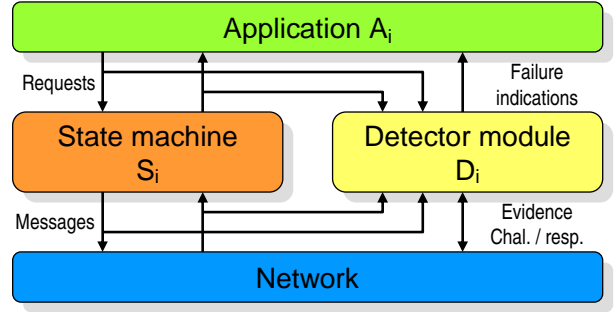 Application Ai
Requests
Failure
indications
State machine
Si
Detector module
Di
Messages
Evidence
Chal. / resp.
Network